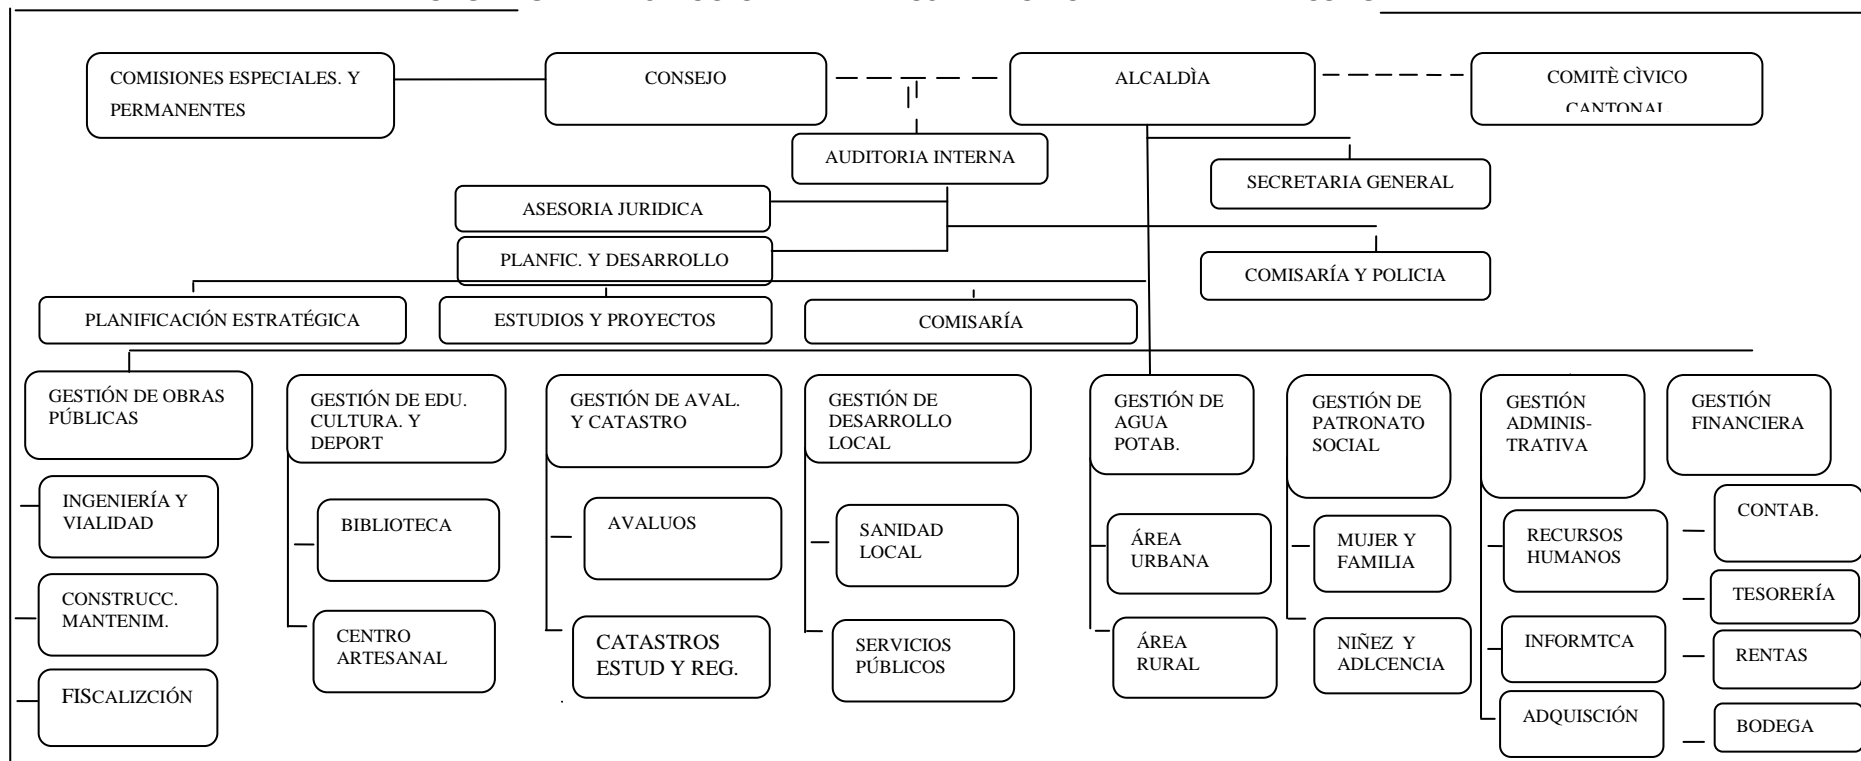 COMISIONES ESPECIALES. Y
PERMANENTES
CONSEJO
ALCALDÌA
COMITÈ CÌVICO
CANTONAL
AUDITORIA INTERNA
SECRETARIA GENERAL
ASESORIA JURIDICA
PLANFIC. Y DESARROLLO
COMISARÍA Y POLICIA
PLANIFICACIÓN ESTRATÉGICA
ESTUDIOS Y PROYECTOS
COMISARÍA
GESTIÓN DE OBRAS
PÚBLICAS
GESTIÓN DE EDU.
CULTURA. Y
DEPORT
GESTIÓN DE AVAL.
Y CATASTRO
GESTIÓN DE
DESARROLLO
LOCAL
GESTIÓN DE
AGUA
POTAB.
GESTIÓN DE
PATRONATO
SOCIAL
GESTIÓN
ADMINIS-
TRATIVA
GESTIÓN
FINANCIERA
INGENIERÍA Y
VIALIDAD
BIBLIOTECA
AVALUOS
SANIDAD
LOCAL
ÁREA
URBANA
MUJER Y
FAMILIA
RECURSOS
HUMANOS
CONTAB.
CONSTRUCC.
MANTENIM.
CENTRO
ARTESANAL
CATASTROS
ESTUD Y REG.
SERVICIOS
PÚBLICOS
ÁREA
RURAL
NIÑEZ Y
ADLCENCIA
INFORMTCA
TESORERÍA
RENTAS
FISCALIZCIÓN
ADQUISCIÓN
BODEGA